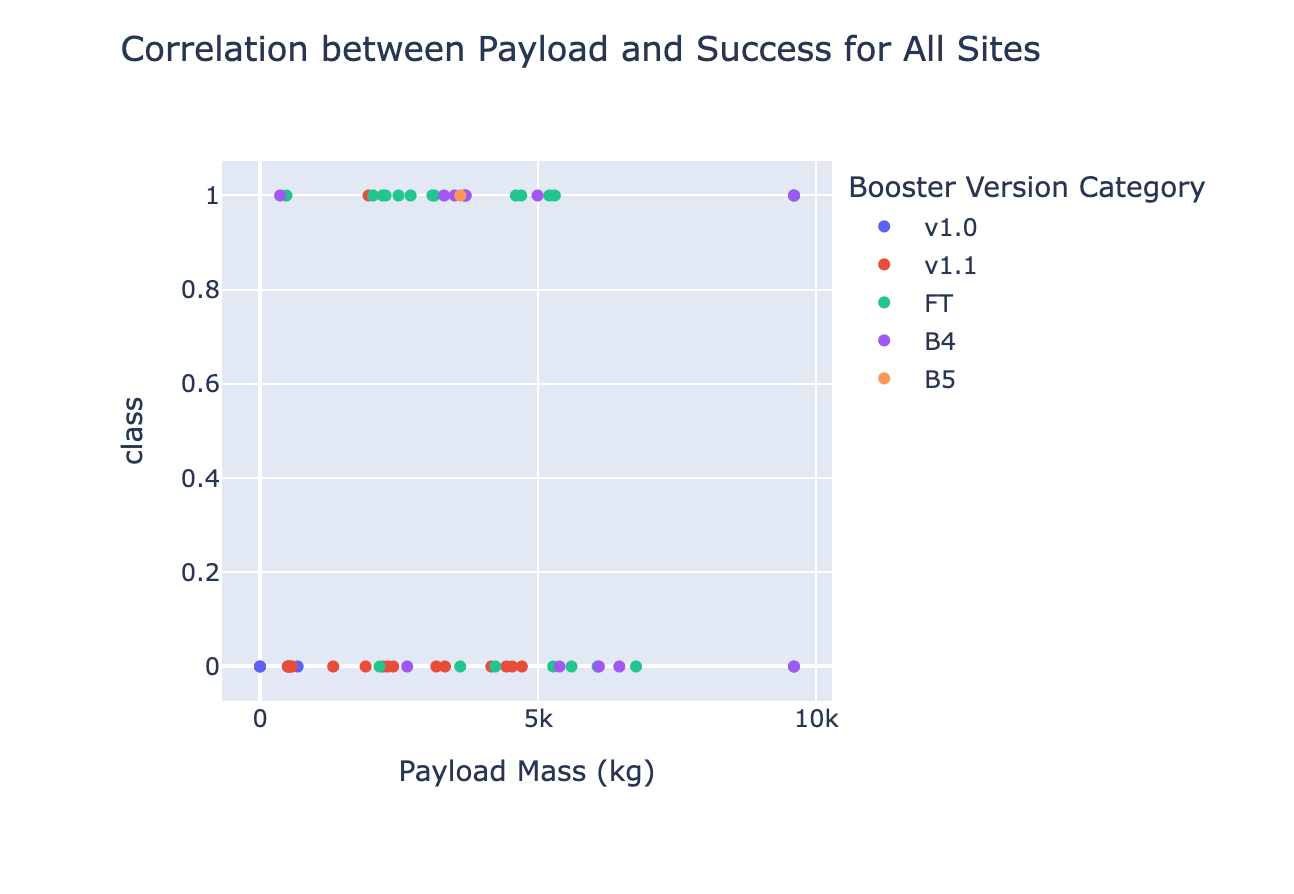 Correlation between Payload and Success for All Sites
Booster Version Category
v1.0
v1.1
FT
B4
B5
1
0.8
0.6
0.4
0.2
0
class
0
5k
10k
Payload Mass (kg)